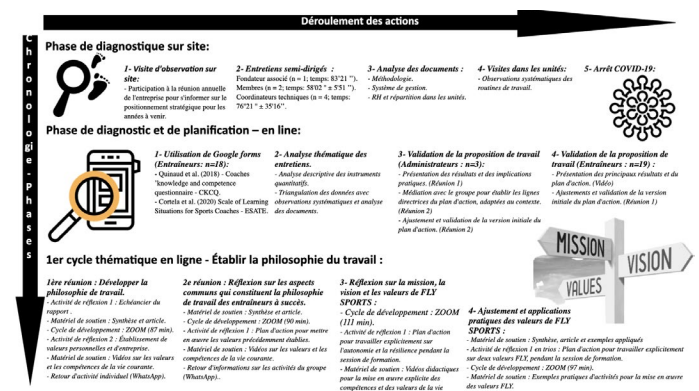 Déroulement des actions
Chronologie-Phases
Phase de diagnostique sur site:
1- Visite d'observation sur
site:
- Participation à la réunion annuelle
de l'entreprise pour s'informer sur le
positionnement stratégique pour les
années à venir.
2- Entretiens semi-dirigés :
Fondateur associé (n = 1; temps: 83'21 '').
Membres (n = 2; temps: 58'02 " ± 5'51 '').
Coordinateurs techniques (n = 4; temps:
76'21 " ± 35'16".
3- Analyse des documents :
- Méthodologie.
- Système de gestion.
- RH et répartition dans les unités.
4- Visites dans les unités:
- Observations systématiques des
routines de travail.
5- Arrêt COVID-19:
Phase de diagnostic et de planification – en line:
1- Utilisation de Google forms
(Entraîneurs: n=18):
- Quinaud et al. (2018) - Coaches
'knowledge and competence
questionnaire - CKCQ.
- Cortela et al. (2020) Scale of Learning
Situations for Sports Coaches - ESATE.
2- Analyse thématique des
entretiens.
- Analyse descriptive des instruments
quantitatifs.
- Triangulation des données avec
observations systématiques et analyse
des documents.
3- Validation de la proposition de travail
(Administrateurs : n=3):
- Présentation des résultats et implications
pratiques. (Réunion 1)
- Médiation avec le groupe pour établir les lignes
directrices du plan d'action, adaptées au contexte.
(Réunion 2)
- Ajustement et validation de la version initiale du
plan d'action. (Réunion 2)
4- Validation de la proposition de
travail (Entraîneurs : n=19) :
- Présentation des principaux résultats et du
plan d'action. (Vidéo)
- Ajustements et validation de la version
initiale du plan d'action. (Réunion 1)
MISSION
VISION
VALUES
1er cycle thématique en ligne - Établir la philosophie du travail :
1ère réunion : Développer la
philosophie de travail.
- Activité de réflexion 1 : Echéancier du
rapport .
- Matériel de soutien : Synthèse et article.
- Cycle de développement : ZOOM (87 min).
- Activité de réflexion 2 : Établissement de
valeurs personnelles et d'entreprise.
- Matériel de soutien : Vidéos sur les valeurs
et les compétences de la vie courante.
- Retour d'activité individuel (WhatsApp).
2e réunion : Réflexion sur les aspects
communs qui constituent la philosophie
de travail des entraîneurs à succès.
- Matériel de soutien : Synthèse et article.
- Cycle de développement : ZOOM (90 min).
- Activité de réflexion 1 : Plan d'action pour mettre
en œuvre les valeurs précédemment établies.
- Matériel de soutien : Vidéos sur les valeurs et les
compétences de la vie courante.
- Retour d'informations sur les activités du groupe
(WhatsApp)..
3- Réflexion sur la mission, la
vision et les valeurs de FLY
SPORTS :
- Cycle de développement: ZOOM
(111 min).
- Activité de réflexion 1 : Plan d'action
pour travailler explicitement sur
l'autonomie et la résilience pendant la
session de formation.
- Matériel de soutien : Vidéos didactiques
pour la mise en œuvre explicite des
compétences et des valeurs de la vie
4- Ajustement et applications
pratiques des valeurs de FLY
SPORTS :
- Matériel de soutien : Synthèse, article et exemples appliqués
- Activité de réflexion 1 en trios : Plan d'action pour travailler explicitement
sur deux valeurs FLY, pendant la session de formation.
- Cycle de développement : ZOOM (97 min).
- Matériel de soutien : Exemples pratiques d'activités pour la mise en œuvre
des valeurs FLY.